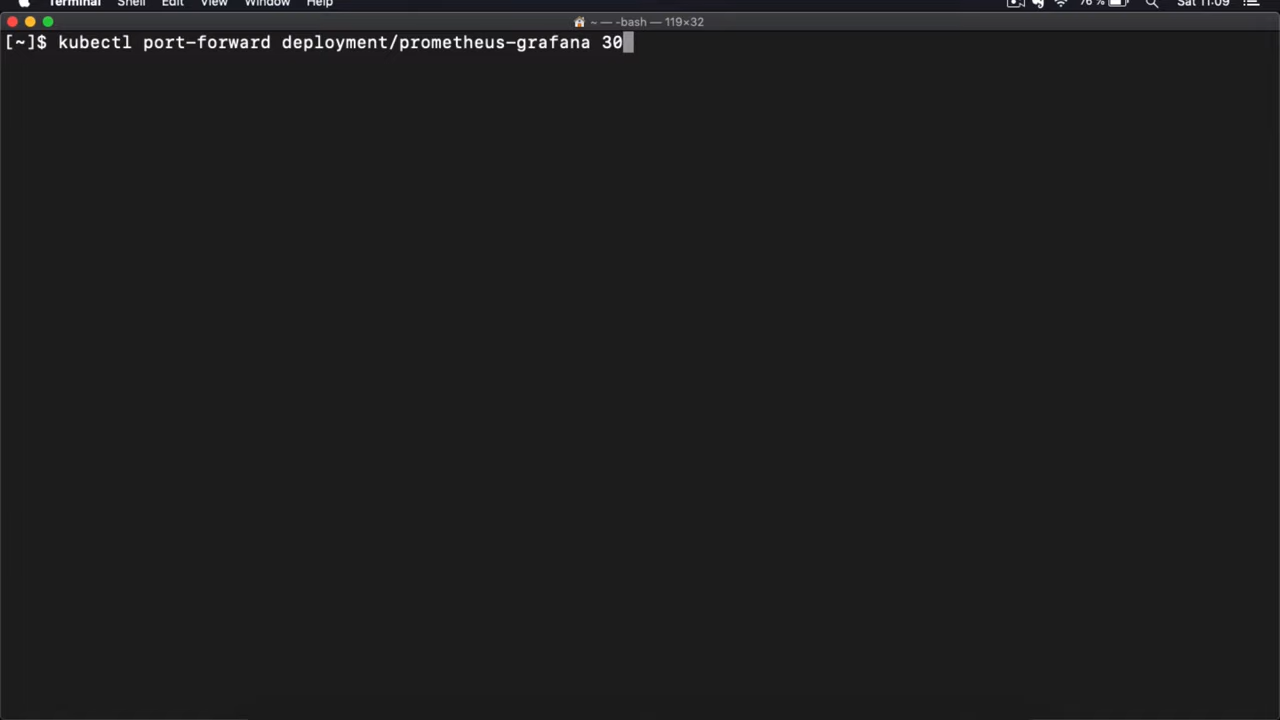 Terminal Shell Edit View Window Help 76 % Sat 11:09
~ — -bash — 119×32
[~]$ kubectl port-forward deployment/prometheus-grafana 30